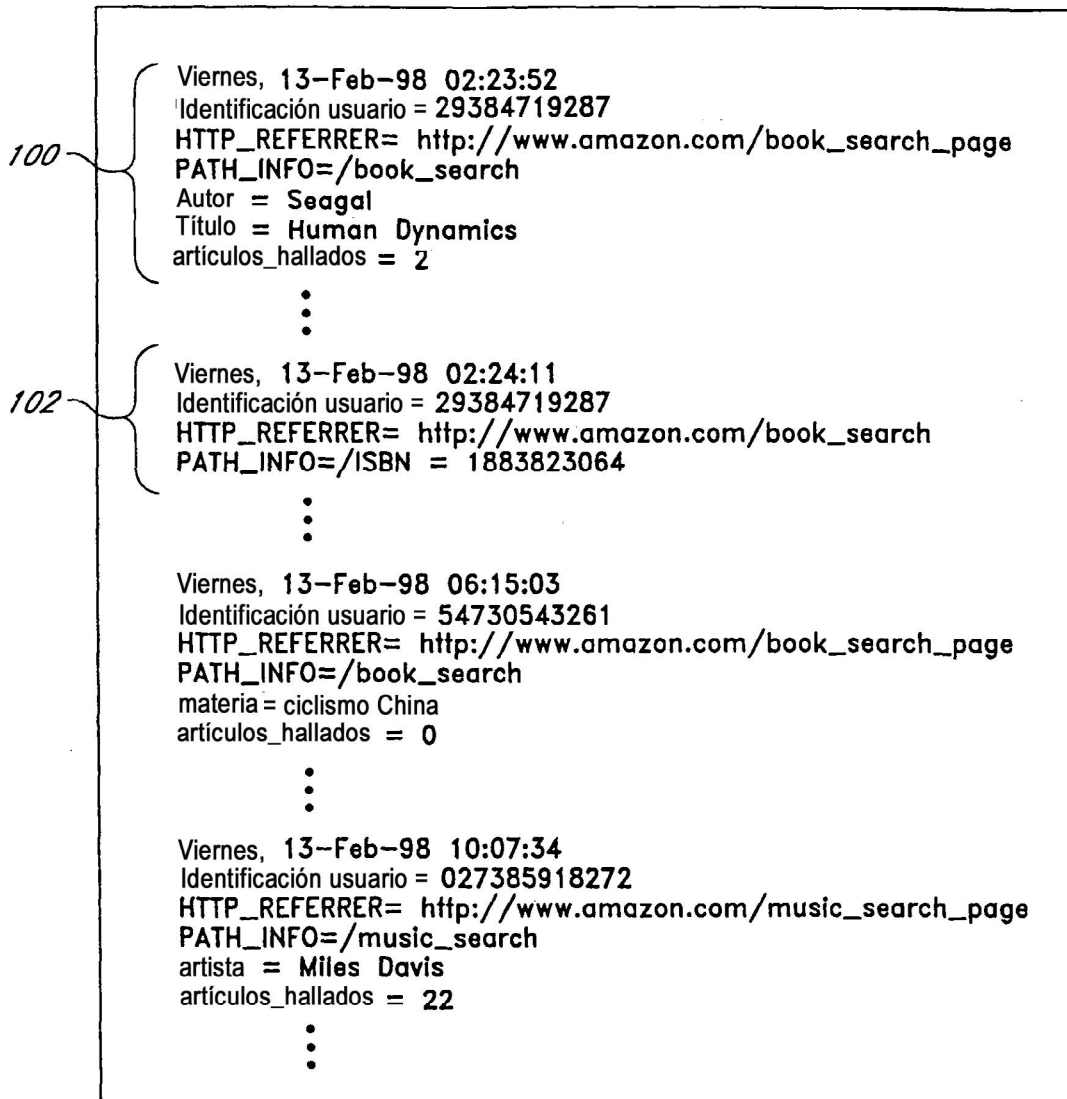 Viernes, 13-Feb-98 02:23:52
Identificación usuario = 29384719287
HTTP_REFERRER= http://www.amazon.com/book_search_page
100
PATH_INFO=/book_search
Autor = Seagal
Título = Human Dynamics
artículos_hallados = 2
Viernes, 13-Feb-98 02:24:11
102
Identificación usuario = 29384719287
HTTP_REFERRER= http://www.amazon.com/book_search
PATH_INFO=/ISBN = 1883823064
Viernes, 13-Feb-98 06:15:03
Identificación usuario = 54730543261
HTTP_REFERRER= http://www.amazon.com/book_search_page
PATH_INFO=/book_search
materia = ciclismo China
artículos_hallados = 0
Viernes, 13-Feb-98 10:07:34
Identificación usuario = 027385918272
HTTP_REFERRER= http://www.amazon.com/music_search_page
PATH_INFO=/music_search
artista = Miles Davis
artículos_hallados = 22